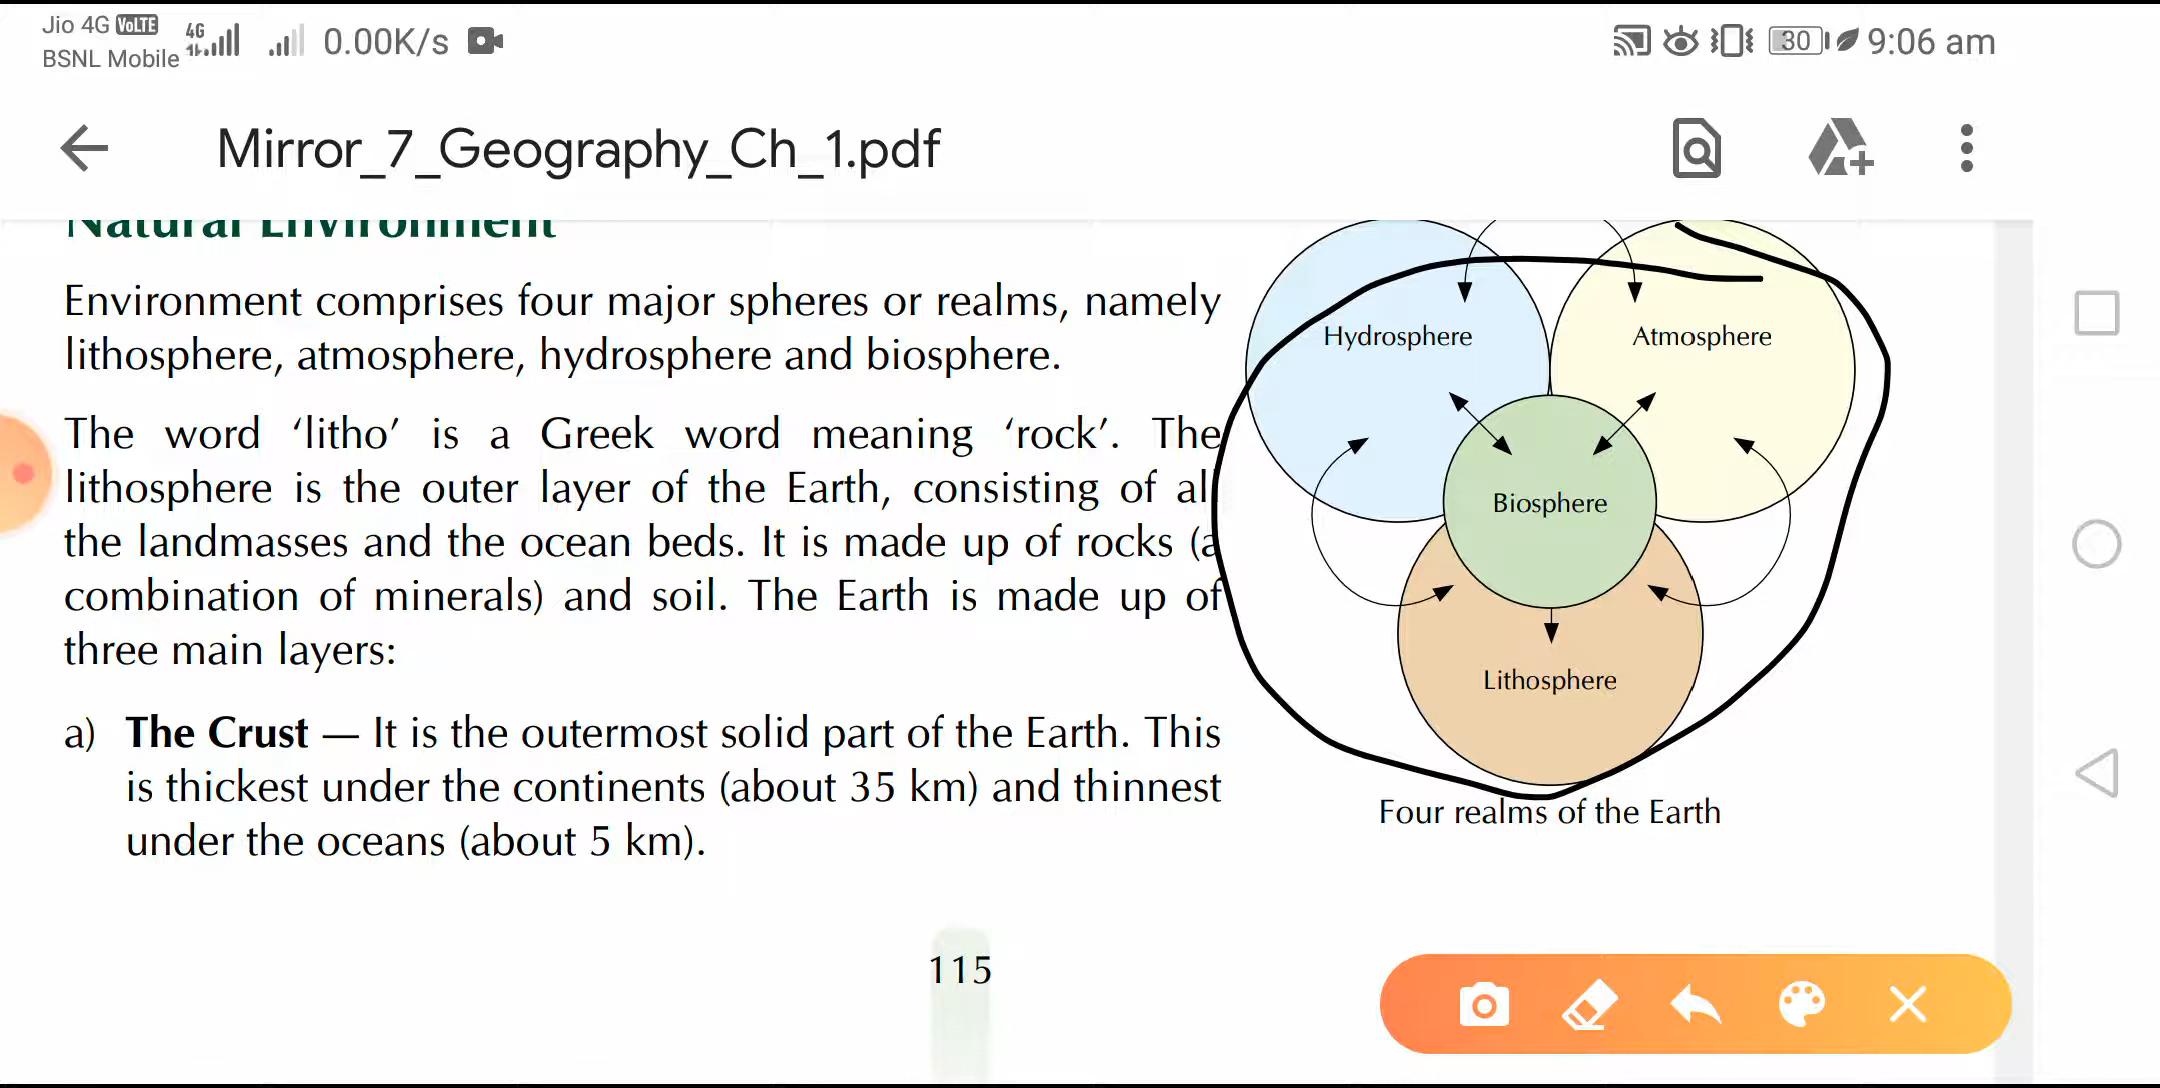 Jio 4G VoLTE
BSNL Mobile
4G
0.00K/s
30
9:06 am
Mirror_7_Geography_Ch_1.pdf
Natural Environment
Environment comprises four major spheres or realms, namely
lithosphere, atmosphere, hydrosphere and biosphere.
The word ‘litho’ is a Greek word meaning ‘rock’. The
lithosphere is the outer layer of the Earth, consisting of all
the landmasses and the ocean beds. It is made up of rocks (a
combination of minerals) and soil. The Earth is made up of
three main layers:
a) The Crust — It is the outermost solid part of the Earth. This
is thickest under the continents (about 35 km) and thinnest
under the oceans (about 5 km).
Hydrosphere
Atmosphere
Biosphere
Lithosphere
Four realms of the Earth
115